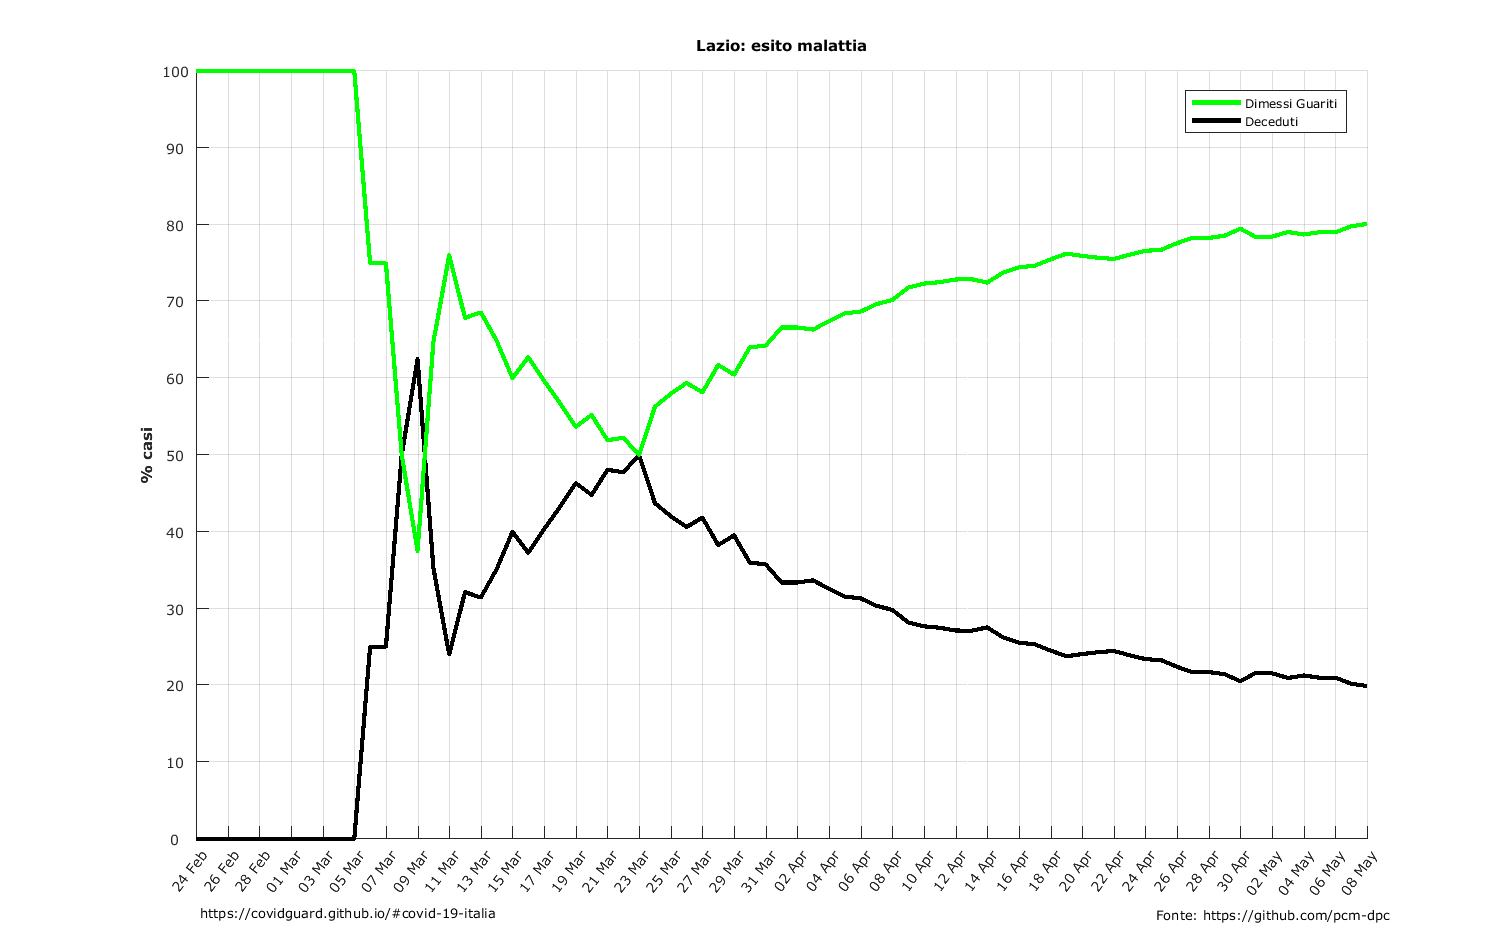 Lazio: esito malattia
Dimessi Guariti
Deceduti
% casi
100
90
80
70
60
50
40
30
20
10
0
24 Feb
26 Feb
28 Feb
01 Mar
03 Mar
05 Mar
07 Mar
09 Mar
11 Mar
13 Mar
15 Mar
17 Mar
19 Mar
21 Mar
23 Mar
25 Mar
27 Mar
29 Mar
31 Mar
02 Apr
04 Apr
06 Apr
08 Apr
10 Apr
12 Apr
14 Apr
16 Apr
18 Apr
20 Apr
22 Apr
24 Apr
26 Apr
28 Apr
30 Apr
02 May
04 May
06 May
08 May
https://covidguard.github.io/#covid-19-italia
Fonte: https://github.com/pcm-dpc